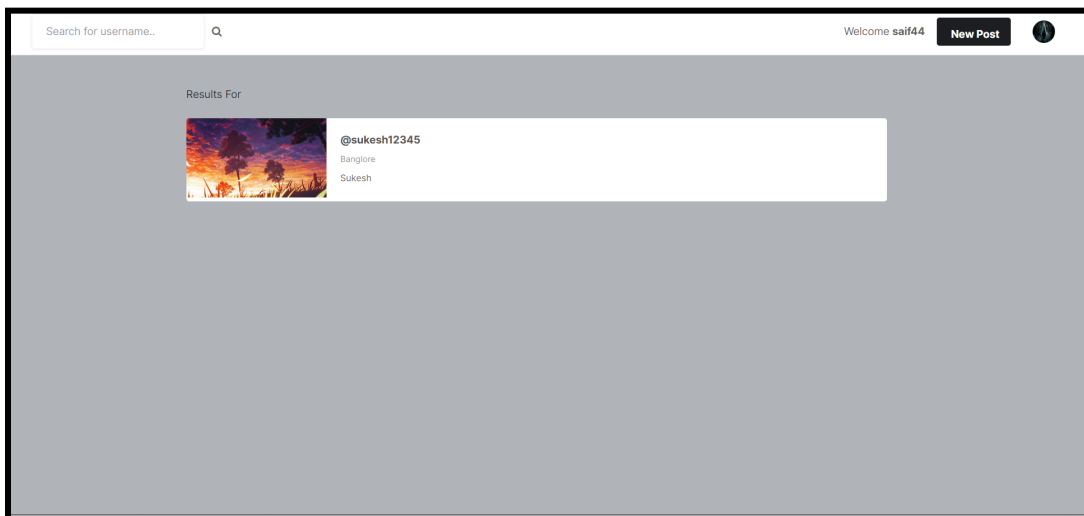 Search for username..
Welcome saif44
New Post
Results For
@sukesh12345
Banglore
Sukesh